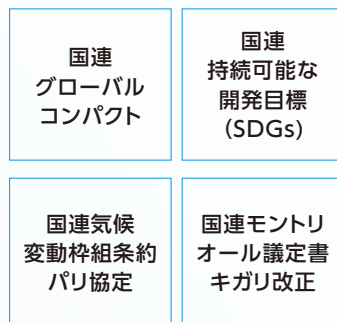 国連
グローバル
コンパクト
国連
持続可能な
開発目標
(SDGs)
国連気候
変動枠組条約
パリ協定
国連モントリ
オール議定書
キガリ改正